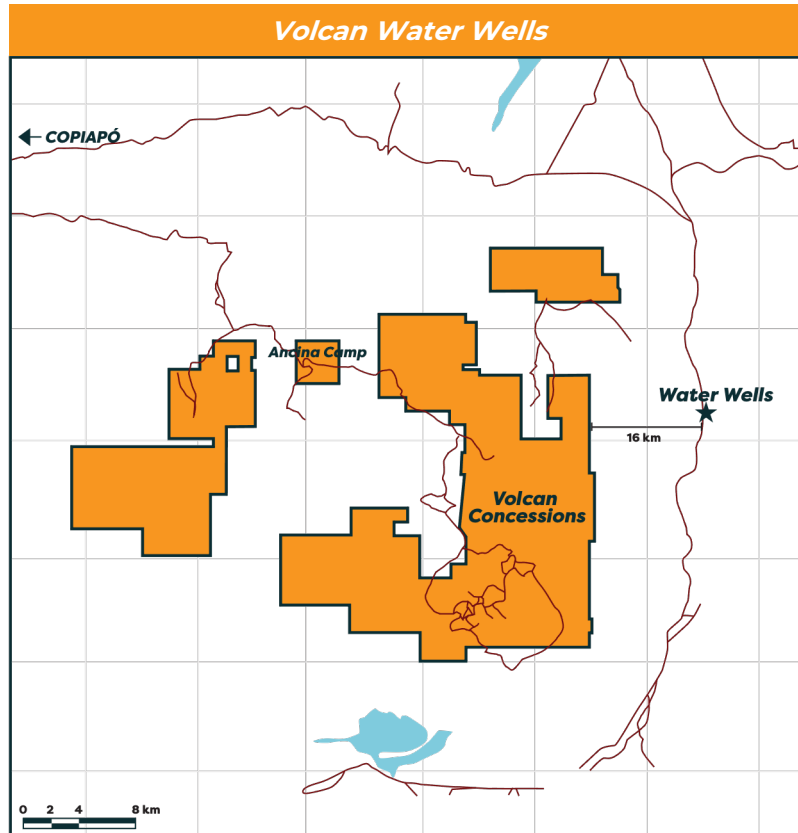 Volcan Water Wells
COPIAPÓ
Ancina Camp
Water Wells
16 km
Volcan
Concessions
0 2 4 8 km